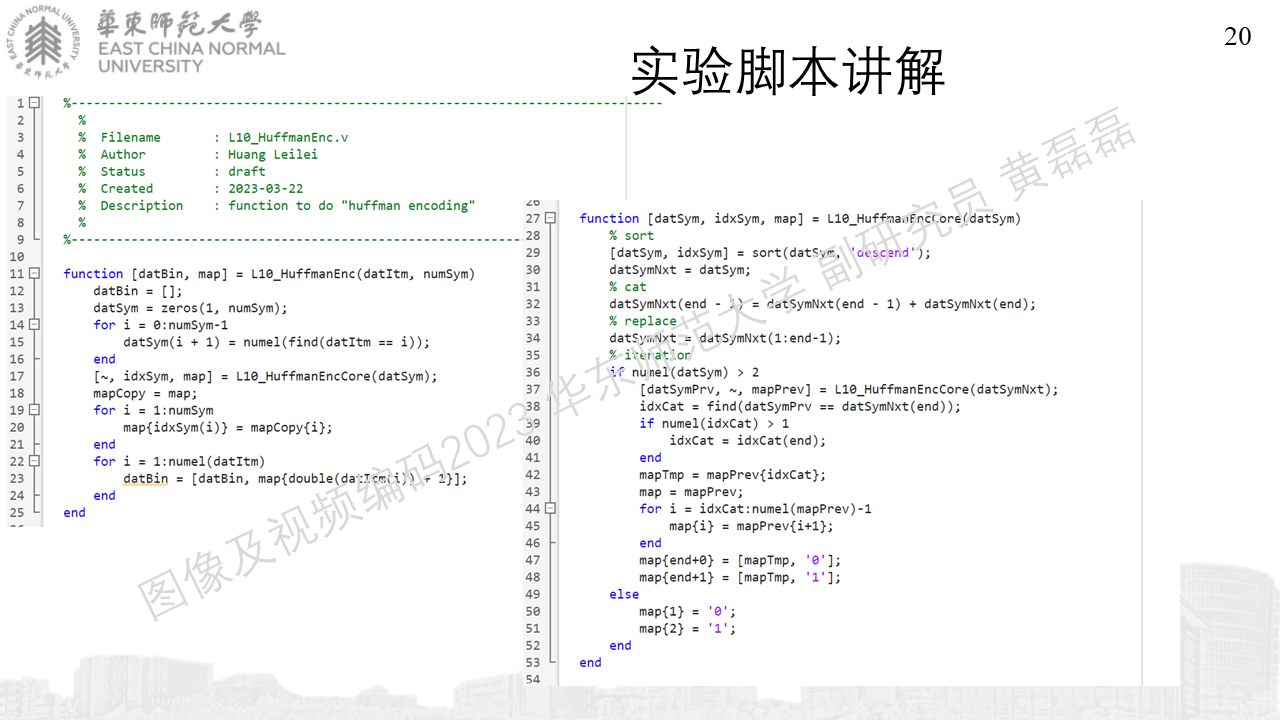 EAST CHINA NORMAL UNIVERSITY
華東師範大學
華東師範大學
EAST CHINA NORMAL
UNIVERSITY
20
实验脚本讲解
1 %------------------------------------------------------------------------------
2 %
3 % Filename : L10_HuffmanEnc.v
4 % Author : Huang Leilei
5 % Status : draft
6 % Created : 2023-03-22
7 % Description : function to do "huffman encoding"
8 %
9 %------------------------------------------------------------
10
11 function [datBin, map] = L10_HuffmanEnc(datItm, numSym)
12 datBin = [];
13 datSym = zeros(1, numSym);
14 for i = 0:numSym-1
15 datSym(i + 1) = numel(find(datItm == i));
16 end
17 [~, idxSym, map] = L10_HuffmanEncCore(datSym);
18 mapCopy = map;
19 for i = 1:numSym
20 map{idxSym(i)} = mapCopy{i};
21 end
22 for i = 1:numel(datItm)
23 datBin = [datBin, map{double(datItm(i)) + 1}];
24 end
25 end
26
27 function [datSym, idxSym, map] = L10_HuffmanEncCore(datSym)
28 % sort
29 [datSym, idxSym] = sort(datSym, 'descend');
30 datSymNxt = datSym;
31 % cat
32 datSymNxt(end - 1) = datSymNxt(end - 1) + datSymNxt(end);
33 % replace
34 datSymNxt = datSymNxt(1:end-1);
35 % iteration
36 if numel(datSym) > 2
37 [datSymPrv, ~, mapPrev] = L10_HuffmanEncCore(datSymNxt);
38 idxCat = find(datSymPrv == datSymNxt(end));
39 if numel(idxCat) > 1
40 idxCat = idxCat(end);
41 end
42 mapTmp = mapPrev{idxCat};
43 map = mapPrev;
44 for i = idxCat:numel(mapPrev)-1
45 map{i} = mapPrev{i+1};
46 end
47 map{end+0} = [mapTmp, '0'];
48 map{end+1} = [mapTmp, '1'];
49 else
50 map{1} = '0';
51 map{2} = '1';
52 end
53 end
54
图像及视频编码2023 华东师范大学 副研究员 黄磊磊